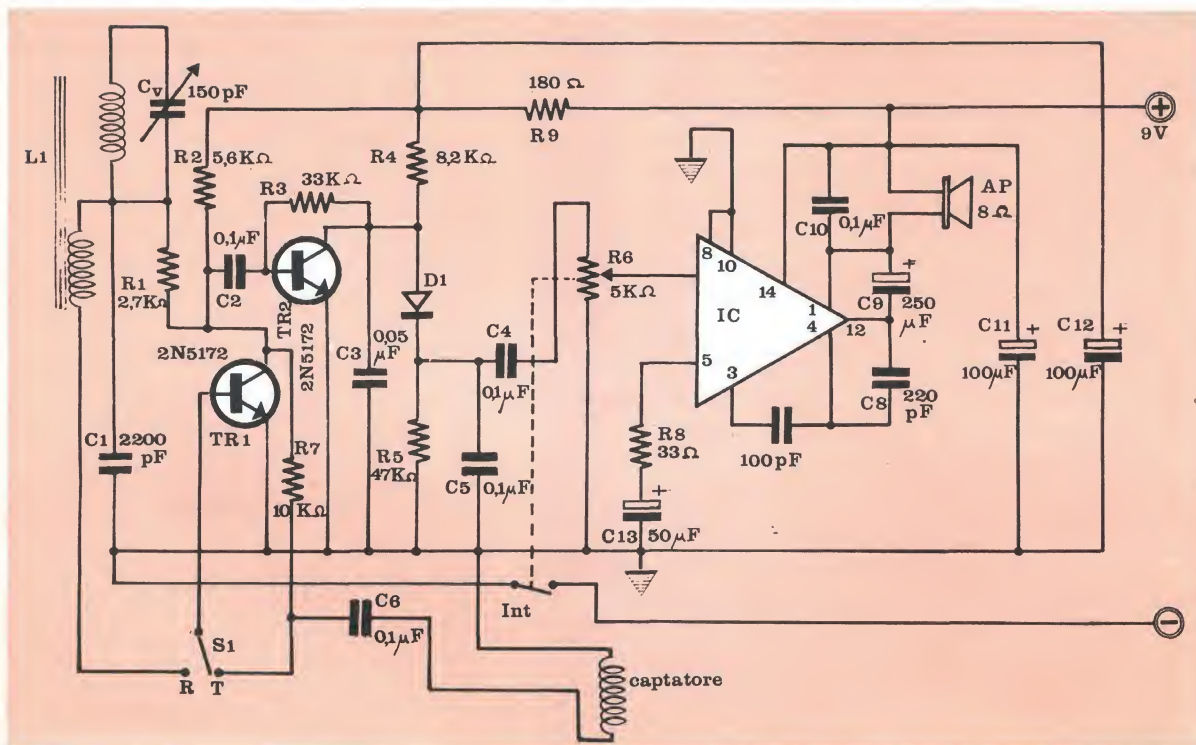 L1
Cv
150 pF
R2
5,6KΩ
R3
33KΩ
R4
8,2KΩ
180 Ω
R9
+
9V
AP
8Ω
C10
0,1μF
R1
2,7KΩ
0,1μF
C2
TR2
2N5172
2N5172
TR1
C3
0,05
μF
D1
C4
0,1μF
R6
5KΩ
8
10
14
IC
1
4
12
5
3
+
C9
250
μF
C11
100μF
+
C12
100μF
+
C8
220
pF
100pF
R8
33Ω
+
C13
50μF
C1
2200
pF
R7
10 KΩ
R5
47KΩ
C5
0,1μF
Int
–
C6
0,1μF
S1
R
T
captatore